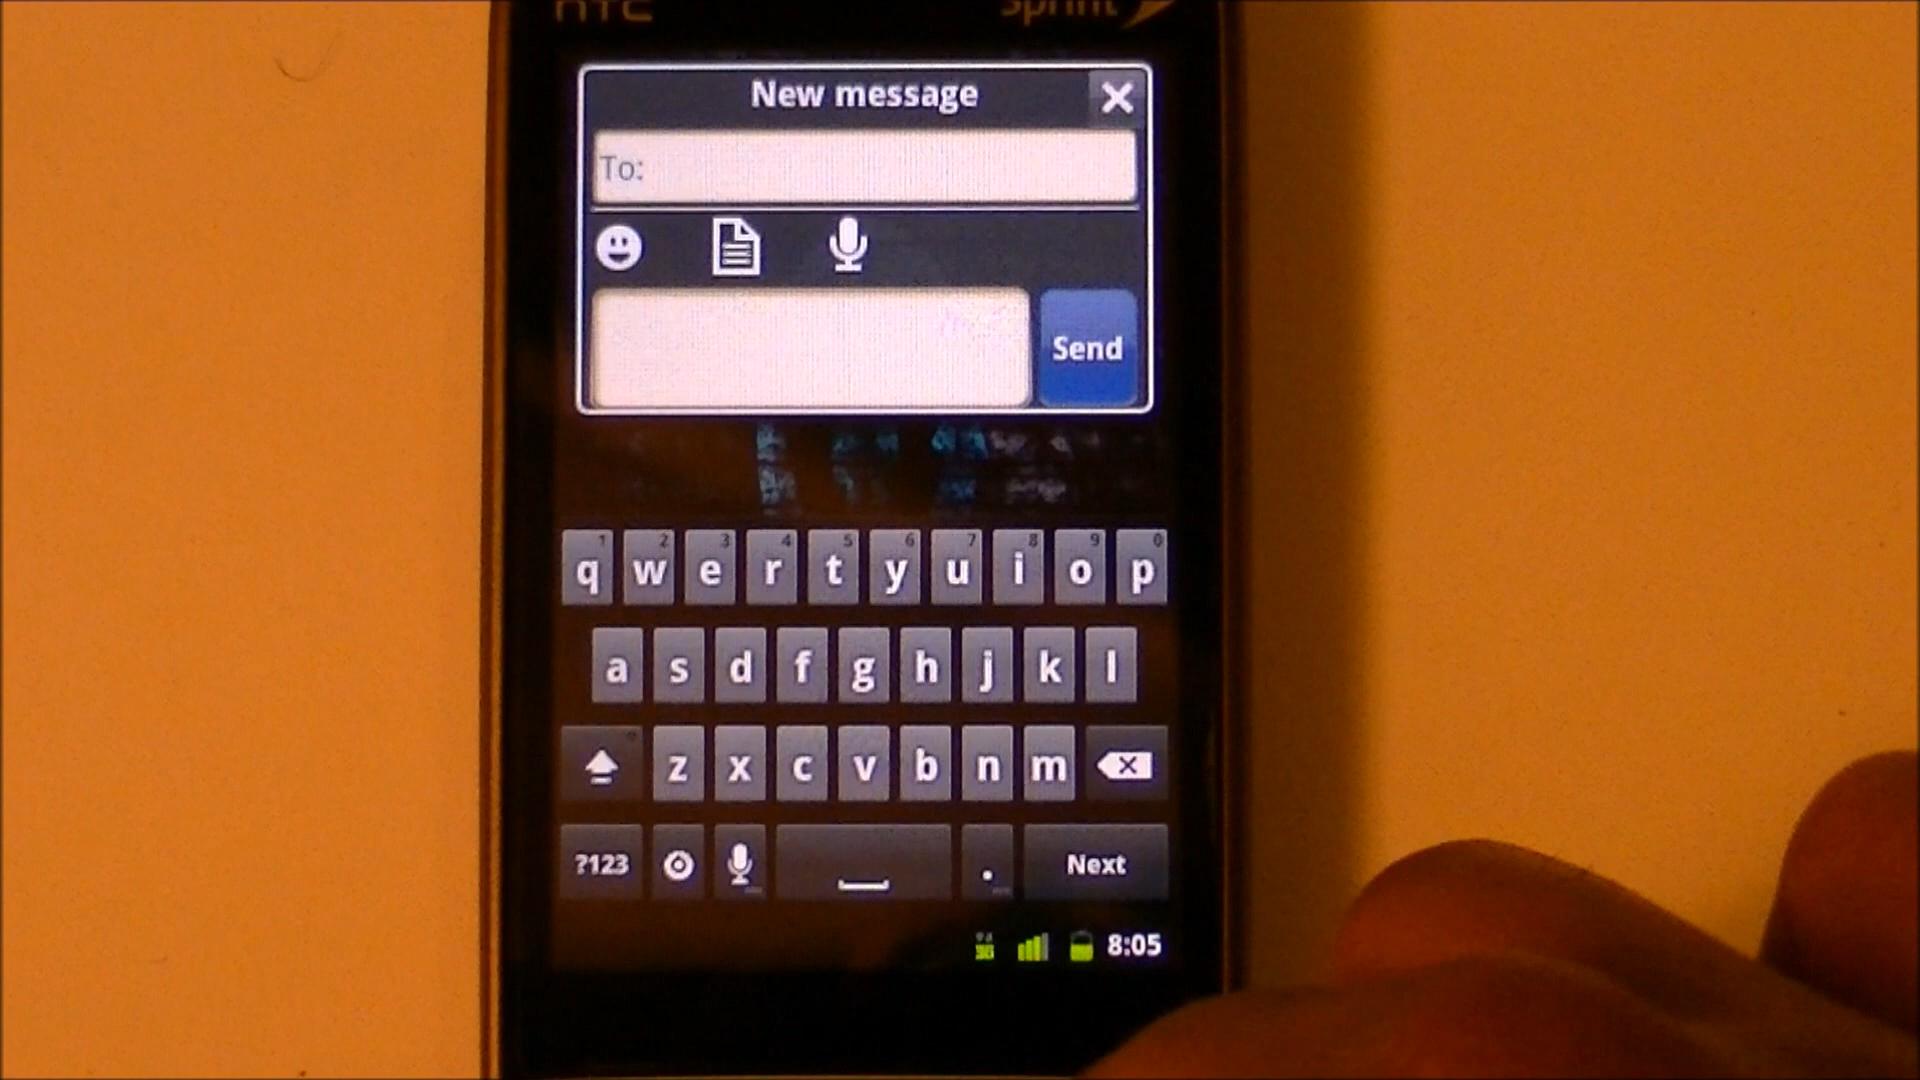 hTC Sprint
New message
To:
Send
1 2 3 4 5 6 7 8 9 0
q w e r t y u i o p
a s d f g h j k l
z x c v b n m
?123 . Next
3G 8:05